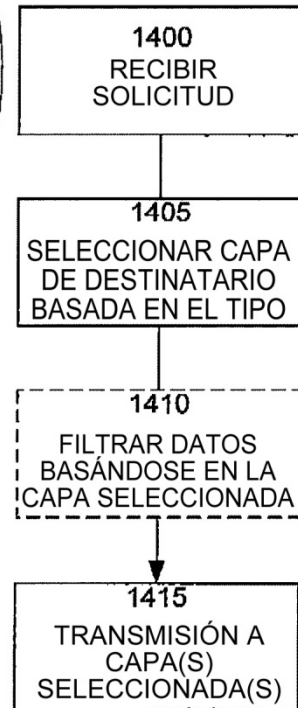 1400
RECIBIR
SOLICITUD
1405
SELECCIONAR CAPA
DE DESTINATARIO
BASADA EN EL TIPO
1410
FILTRAR DATOS
BASÁNDOSE EN LA
CAPA SELECCIONADA
1415
TRANSMISIÓN A
CAPA(S)
SELECCIONADA(S)